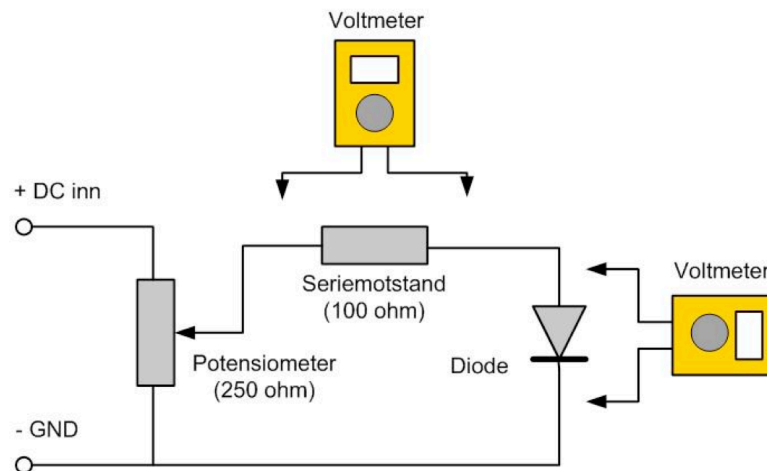 Voltmeter
+ DC inn
Seriemotstand
(100 ohm)
Voltmeter
Potensiometer
(250 ohm)
Diode
- GND